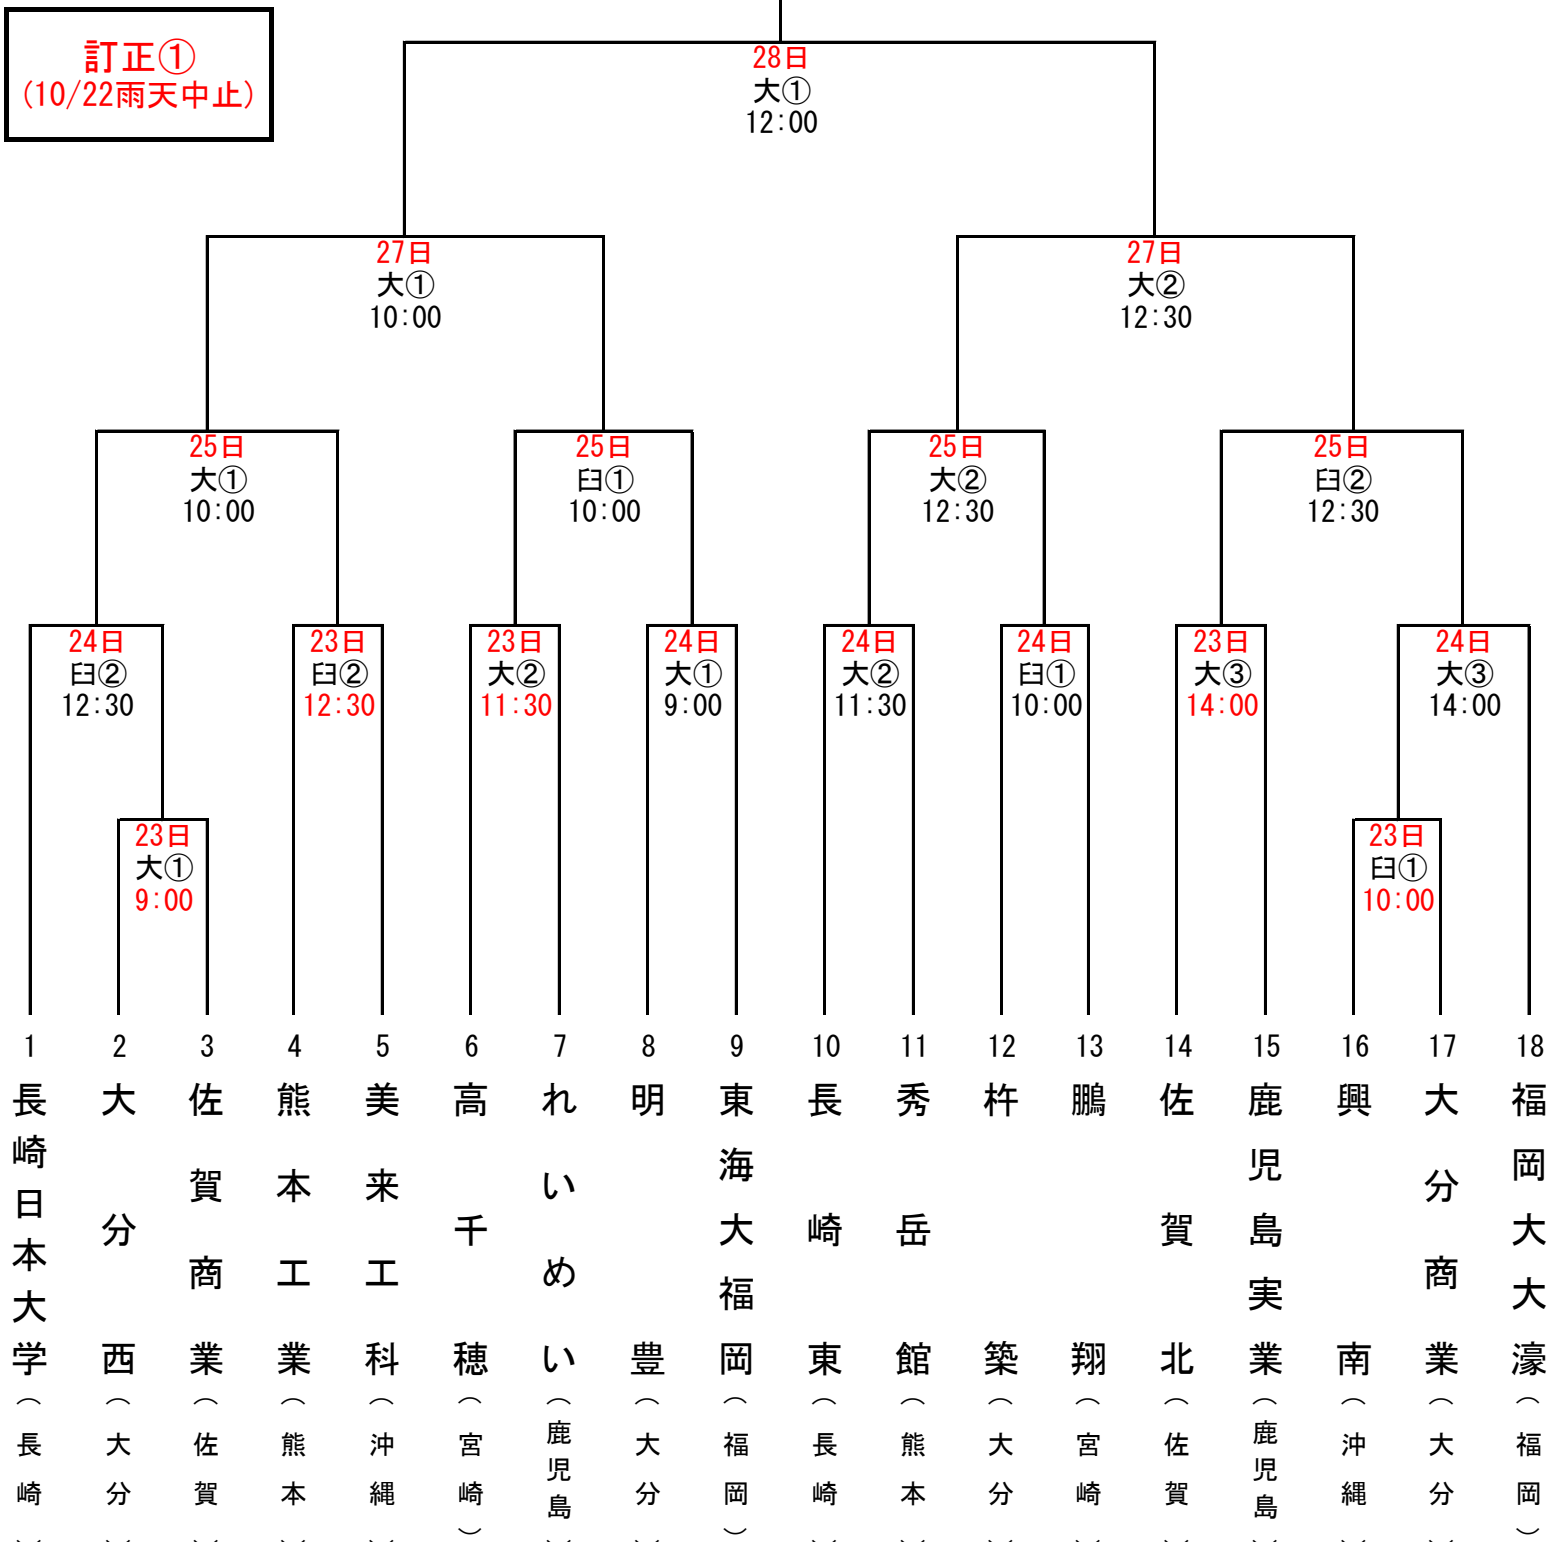 訂正①
(10/22雨天中止)
28日
大①
12:00
27日
大①
10:00
27日
大②
12:30
25日
大①
10:00
25日
臼①
10:00
25日
大②
12:30
25日
臼②
12:30
24日
臼②
12:30
23日
臼②
12:30
23日
大②
11:30
24日
大①
9:00
24日
大②
11:30
24日
臼①
10:00
23日
大③
14:00
24日
大③
14:00
23日
大①
9:00
23日
臼①
10:00
1
長崎日本大学
(長崎)
2
大分西
(大分)
3
佐賀商業
(佐賀)
4
熊本工業
(熊本)
5
美来工科
(沖縄)
6
高千穂
(宮崎)
7
れいめい
(鹿児島)
8
明豊
(大分)
9
東海大福岡
(福岡)
10
長崎東
(長崎)
11
秀岳館
(熊本)
12
杵築
(大分)
13
鵬翔
(宮崎)
14
佐賀北
(佐賀)
15
鹿児島実業
(鹿児島)
16
興南
(沖縄)
17
大分商業
(大分)
18
福岡大大濠
(福岡)